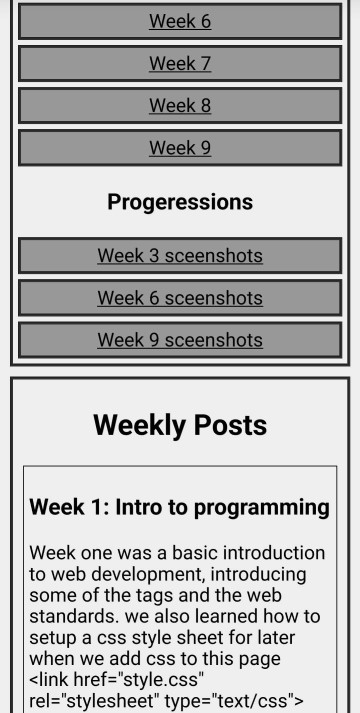 Week 6
Week 7
Week 8
Week 9
Progeressions
Week 3 sceenshots
Week 6 sceenshots
Week 9 sceenshots
Weekly Posts
Week 1: Intro to programming
Week one was a basic introduction
to web development, introducing
some of the tags and the web
standards. we also learned how to
setup a css style sheet for later
when we add css to this page
<link href="style.css"
rel="stylesheet" type="text/css">